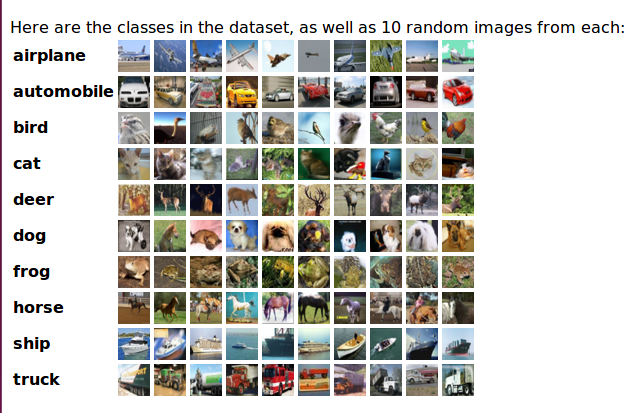 Here are the classes in the dataset, as well as 10 random images from each:
airplane
automobile
bird
cat
deer
dog
frog
horse
ship
truck